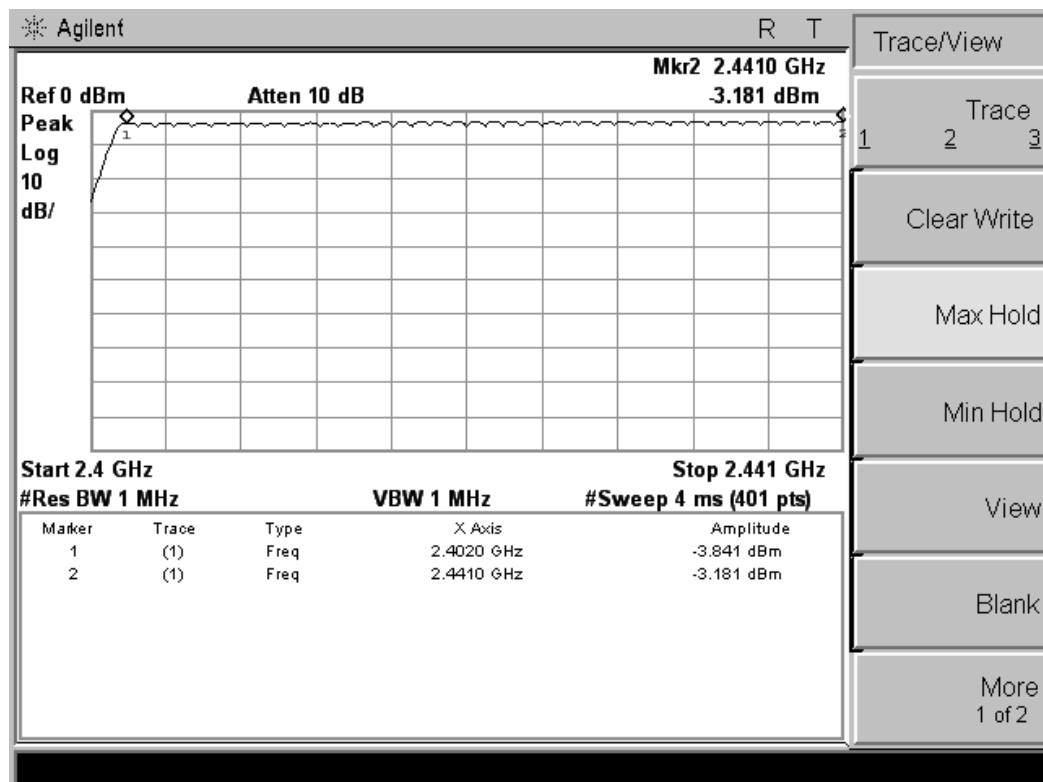 Agilent R T
Mkr2 2.4410 GHz
Ref 0 dBm Atten 10 dB -3.181 dBm
Peak
Log
10
dB/
1
2
Start 2.4 GHz Stop 2.441 GHz
#Res BW 1 MHz VBW 1 MHz #Sweep 4 ms (401 pts)
Marker Trace Type X Axis Amplitude
1 (1) Freq 2.4020 GHz -3.841 dBm
2 (1) Freq 2.4410 GHz -3.181 dBm
Trace/View
Trace
1 2 3
Clear Write
Max Hold
Min Hold
View
Blank
More
1 of 2